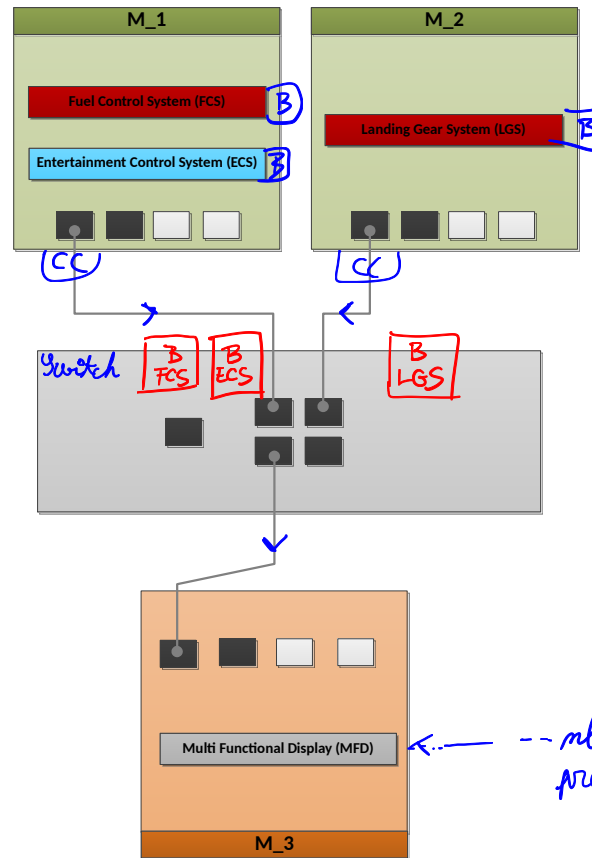 M_1
M_2
Fuel Control System (FCS)
B
Landing Gear System (LGS)
B
Entertainment Control System (ECS)
B
CC
CC
Switch
B
FCS
B
ECS
B
LGS
Multi Functional Display (MFD)
M_3